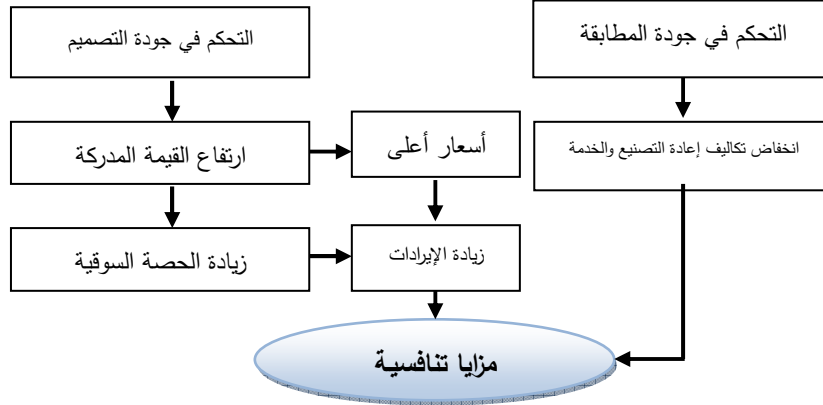 التحكم في جودة المطابقة
التحكم في جودة التصميم
انخفاض تكاليف إعادة التصنيع والخدمة
أسعار أعلى
ارتفاع القيمة المدركة
زيادة الإيرادات
زيادة الحصة السوقية
مزايا تنافسية